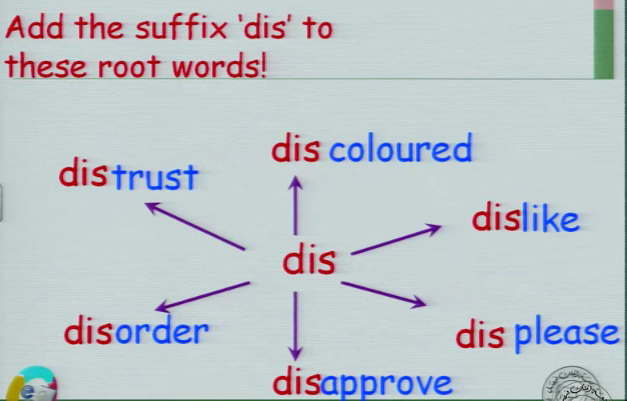 Add the suffix ‘dis’ to
these root words!
dis coloured
distrust
dislike
dis
disorder
dis please
disapprove